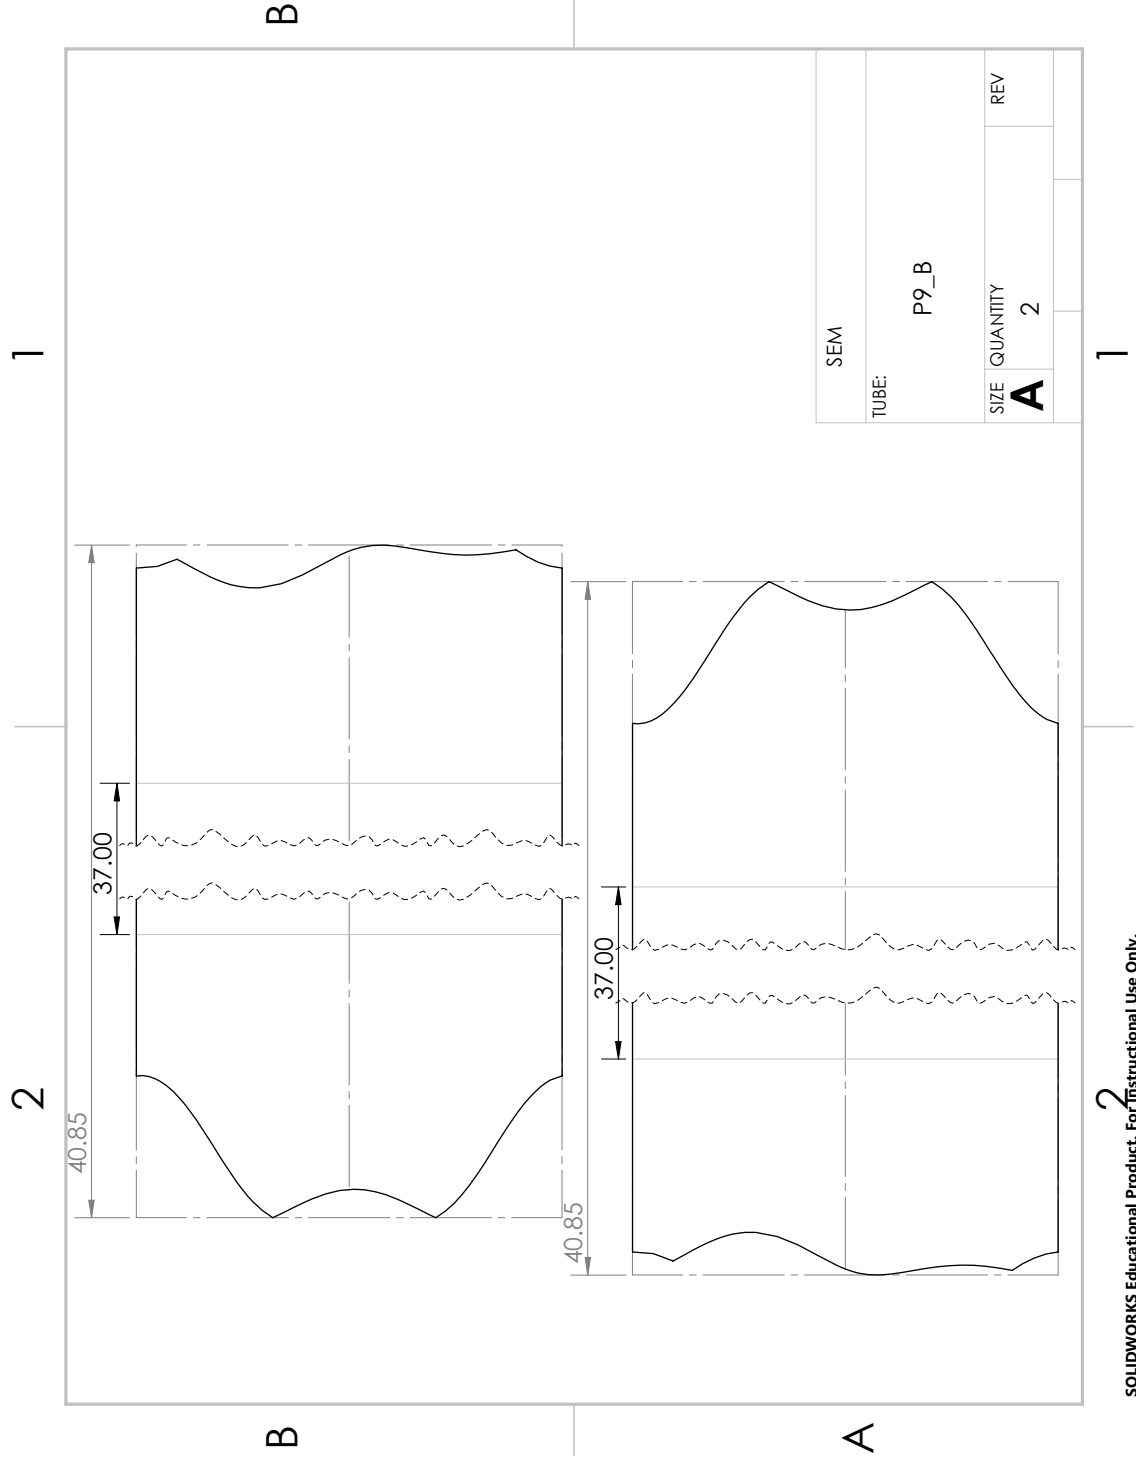 2
1
B
B
40.85
37.00
40.85
37.00
A
SEM
TUBE:
P9_B
SIZE
QUANTITY
REV
A
2
2
1
SOLIDWORKS Educational Product. For Instructional Use Only.